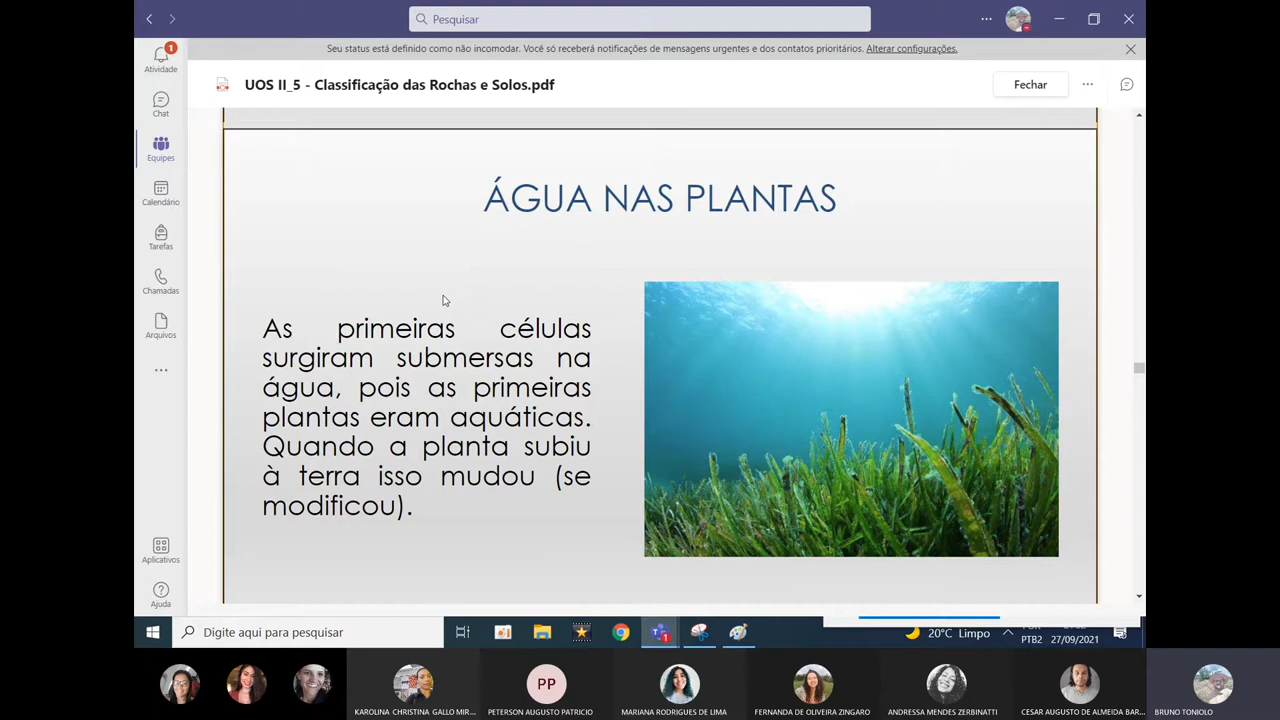 Pesquisar
Seu status está definido como não incomodar. Você só receberá notificações de mensagens urgentes e dos contatos prioritários. Alterar configurações.
1
Atividade
Chat
Equipes
Calendário
Tarefas
Chamadas
Arquivos
Aplicativos
Ajuda
UOS II_5 - Classificação das Rochas e Solos.pdf
Fechar
ÁGUA NAS PLANTAS
As primeiras células
surgiram submersas na
água, pois as primeiras
plantas eram aquáticas.
Quando a planta subiu
à terra isso mudou (se
modificou).
Digite aqui para pesquisar
1
20°C Limpo
PTB2
27/09/2021
KAROLINA CHRISTINA GALLO MIR...
PP
PETERSON AUGUSTO PATRICIO
MARIANA RODRIGUES DE LIMA
FERNANDA DE OLIVEIRA ZINGARO
ANDRESSA MENDES ZERBINATTI
CESAR AUGUSTO DE ALMEIDA BAR...
BRUNO TONIOLO